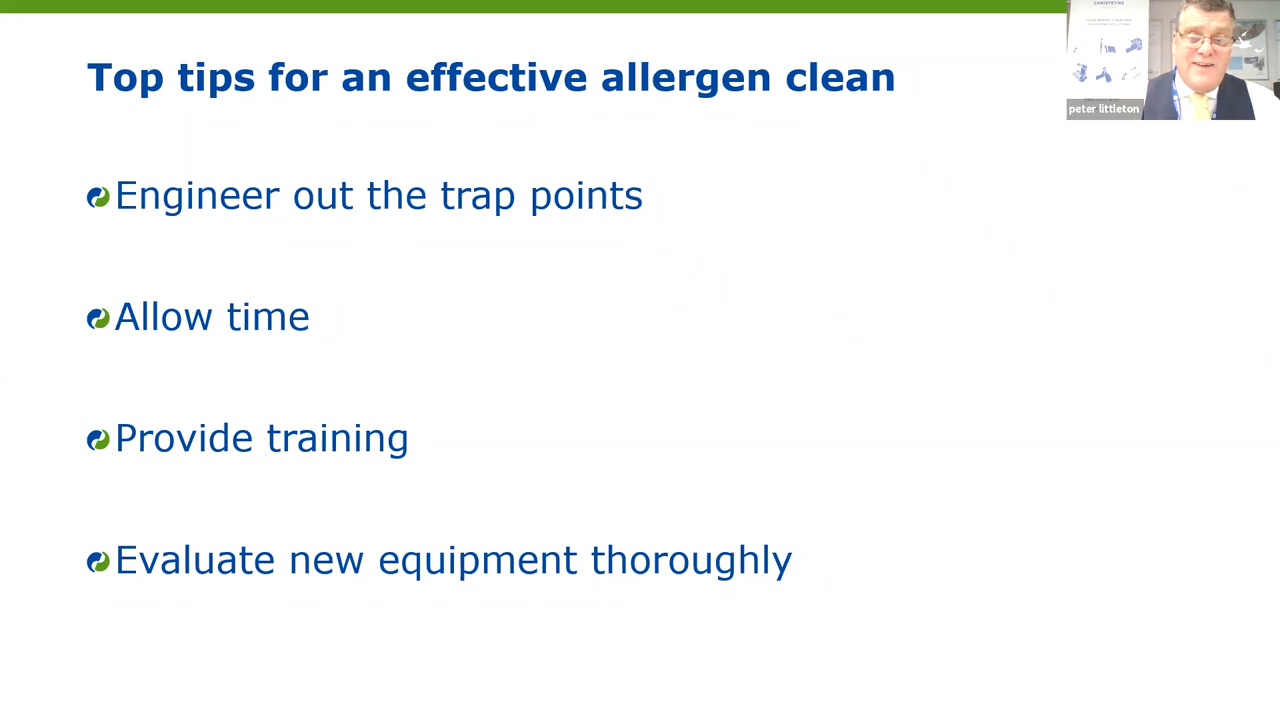 Top tips for an effective allergen clean
Engineer out the trap points
Allow time
Provide training
Evaluate new equipment thoroughly
CHRISTEYNS
peter littleton